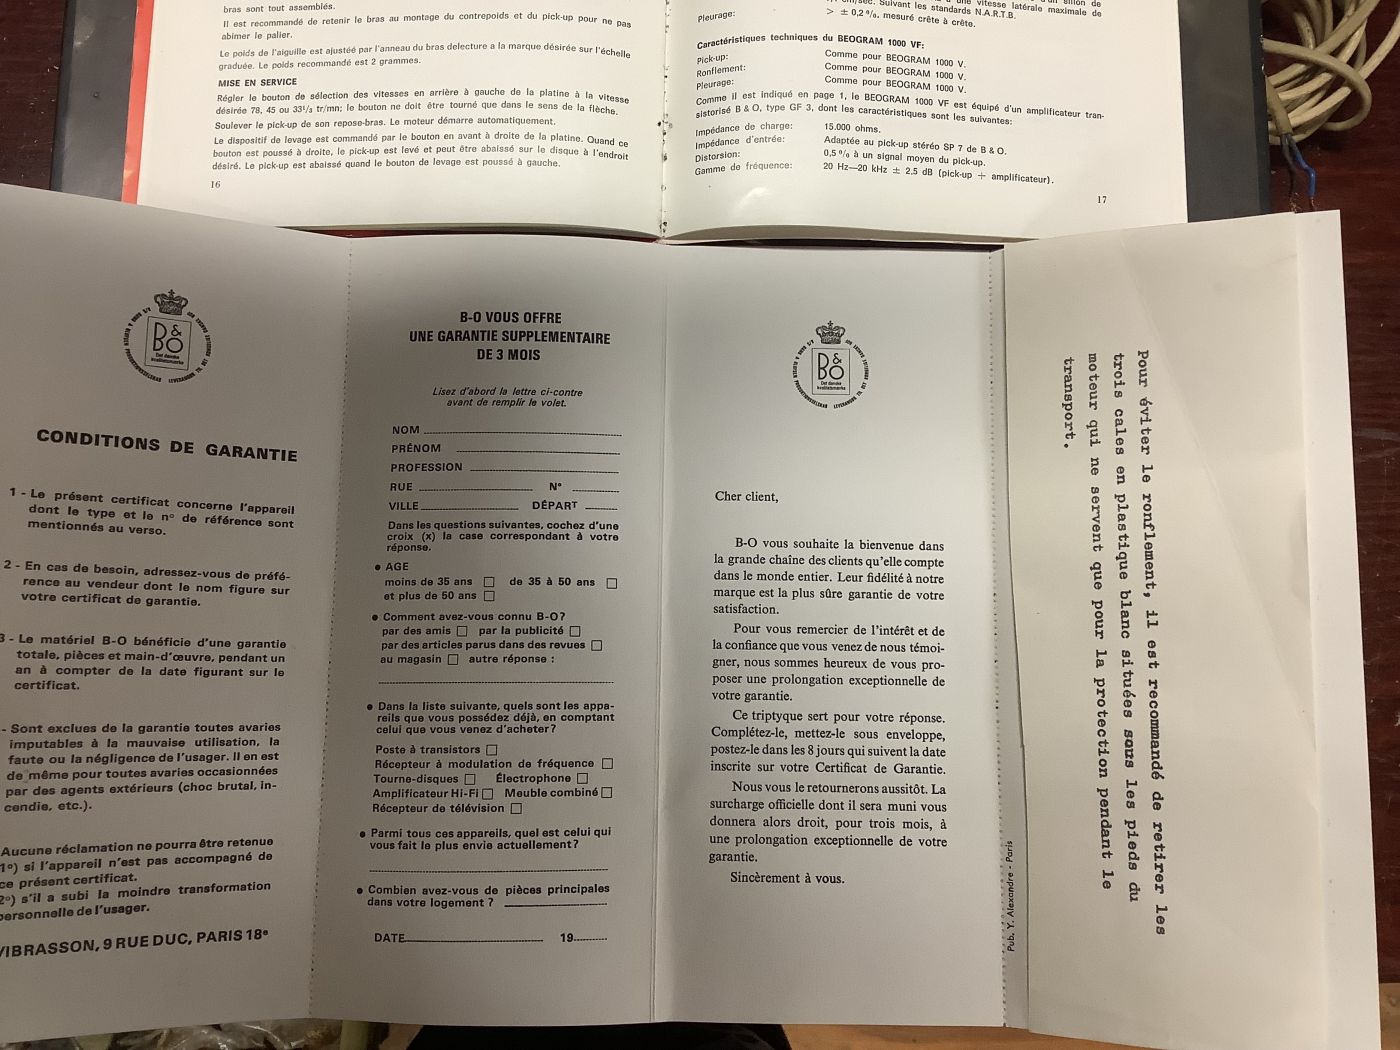 bras sont tout assemblés.
Il est recommandé de retenir le bras au montage du contrepoids et du pick-up pour ne pas
abimer le palier.
Le poids de l'aiguille est ajustéé par l'anneau du bras delecture a la marque désirée sur l'échelle
graduée. Le poids recommandé est 2 grammes.
MISE EN SERVICE
Régler le bouton de sélection des vitesses en arrière à gauche de la platine à la vitesse
désirée 78, 45 ou 33 1/3 tr/mn; le bouton ne doit être tourné que dans le sens de la flèche.
Soulever le pick-up de son repose-bras. Le moteur démarre automatiquement.
Le dispositif de levage est commandé par le bouton en avant à droite de la platine. Quand ce
bouton est poussé à droite, le pick-up est levé et peut être abaissé sur le disque à l'endroit
désiré. Le pick-up est abaissé quand le bouton de levage est poussé à gauche.
16
vitesse latérale maximale de
Suivant les standards N.A.R.T.B.
Pleurage: > ± 0,2 %, mesuré crête à crête.
Caractéristiques techniques du BEOGRAM 1000 VF:
Pick-up: Comme pour BEOGRAM 1000 V.
Ronflement: Comme pour BEOGRAM 1000 V.
Pleurage: Comme pour BEOGRAM 1000 V.
Comme il est indiqué en page 1, le BEOGRAM 1000 VF est équipé d'un amplificateur tran-
sistorisé B & O, type GF 3, dont les caractéristiques sont les suivantes:
Impédance de charge: 15.000 ohms.
Impédance d'entrée: Adaptée au pick-up stéréo SP 7 de B & O.
Distorsion: 0,5 % à un signal moyen du pick-up.
Gamme de fréquence: 20 Hz—20 kHz ± 2,5 dB (pick-up + amplificateur).
17
B&O
Det danske
kvalitetsmærke
CONDITIONS DE GARANTIE
1 - Le présent certificat concerne l'appareil
dont le type et le n° de référence sont
mentionnés au verso.
2 - En cas de besoin, adressez-vous de préfé-
rence au vendeur dont le nom figure sur
votre certificat de garantie.
3 - Le matériel B-O bénéficie d'une garantie
totale, pièces et main-d'œuvre, pendant un
an à compter de la date figurant sur le
certificat.
- Sont exclues de la garantie toutes avaries
imputables à la mauvaise utilisation, la
faute ou la négligence de l'usager. Il en est
de même pour toutes avaries occasionnées
par des agents extérieurs (choc brutal, in-
cendie, etc.).
Aucune réclamation ne pourra être retenue
1°) si l'appareil n'est pas accompagné de
ce présent certificat.
2°) s'il a subi la moindre transformation
personnelle de l'usager.
VIBRASSON, 9 RUE DUC, PARIS 18e
B-O VOUS OFFRE
UNE GARANTIE SUPPLEMENTAIRE
DE 3 MOIS
Lisez d'abord la lettre ci-contre
avant de remplir le volet.
NOM
PRÉNOM
PROFESSION
RUE N°
VILLE DÉPART
Dans les questions suivantes, cochez d'une
croix (x) la case correspondant à votre
réponse.
• AGE
moins de 35 ans □ de 35 à 50 ans □
et plus de 50 ans □
• Comment avez-vous connu B-O?
par des amis □ par la publicité □
par des articles parus dans des revues □
au magasin □ autre réponse :
• Dans la liste suivante, quels sont les appa-
reils que vous possédez déjà, en comptant
celui que vous venez d'acheter?
Poste à transistors □
Récepteur à modulation de fréquence □
Tourne-disques □ Électrophone □
Amplificateur Hi-Fi □ Meuble combiné □
Récepteur de télévision □
• Parmi tous ces appareils, quel est celui qui
vous fait le plus envie actuellement?
• Combien avez-vous de pièces principales
dans votre logement ?
DATE 19
B&O
Det danske
kvalitetsmærke
Cher client,
B-O vous souhaite la bienvenue dans
la grande chaîne des clients qu'elle compte
dans le monde entier. Leur fidélité à notre
marque est la plus sûre garantie de votre
satisfaction.
Pour vous remercier de l'intérêt et de
la confiance que vous venez de nous témoi-
gner, nous sommes heureux de vous pro-
poser une prolongation exceptionnelle de
votre garantie.
Ce triptyque sert pour votre réponse.
Complétez-le, mettez-le sous enveloppe,
postez-le dans les 8 jours qui suivent la date
inscrite sur votre Certificat de Garantie.
Nous vous le retournerons aussitôt. La
surcharge officielle dont il sera muni vous
donnera alors droit, pour trois mois, à
une prolongation exceptionnelle de votre
garantie.
Sincèrement à vous.
Pub. Y. Alexandre - Paris
Pour éviter le ronflement, il est recommandé de retirer les
trois cales en plastique blanc situées sous les pieds du
moteur qui ne servent que pour la protection pendant le
transport.